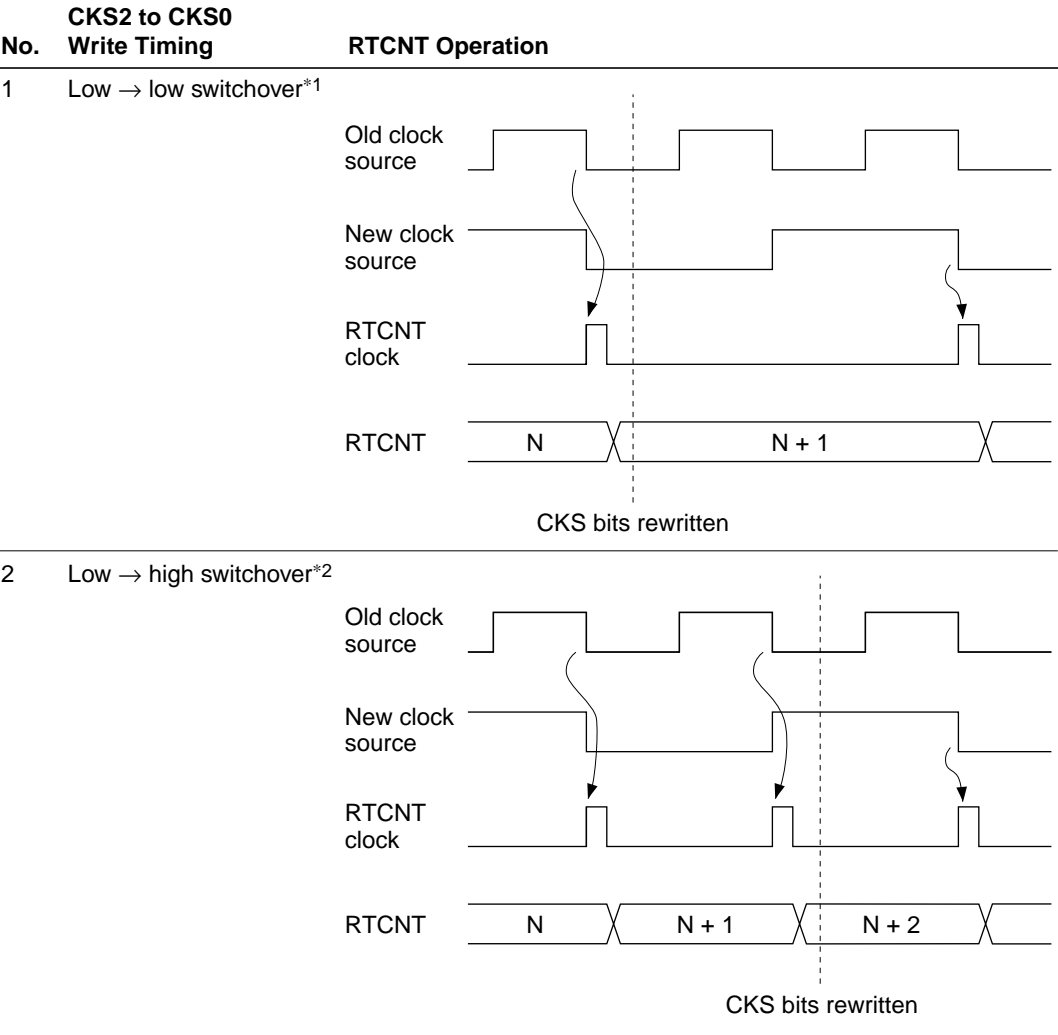 CKS2 to CKS0
No. Write Timing RTCNT Operation
1 Low → low switchover*1
Old clock
source
New clock
source
RTCNT
clock
RTCNT N N + 1
CKS bits rewritten
2 Low → high switchover*2
Old clock
source
New clock
source
RTCNT
clock
RTCNT N N + 1 N + 2
CKS bits rewritten